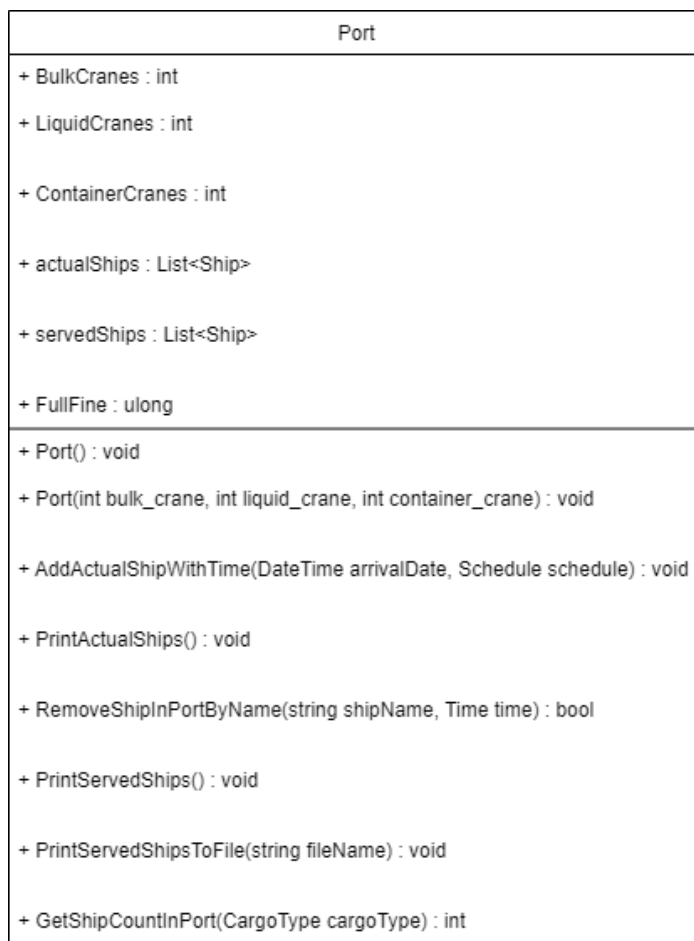 Port
+ BulkCranes : int
+ LiquidCranes : int
+ ContainerCranes : int
+ actualShips : List<Ship>
+ servedShips : List<Ship>
+ FullFine : ulong
+ Port() : void
+ Port(int bulk_crane, int liquid_crane, int container_crane) : void
+ AddActualShipWithTime(DateTime arrivalDate, Schedule schedule) : void
+ PrintActualShips() : void
+ RemoveShipInPortByName(string shipName, Time time) : bool
+ PrintServedShips() : void
+ PrintServedShipsToFile(string fileName) : void
+ GetShipCountInPort(CargoType cargoType) : int